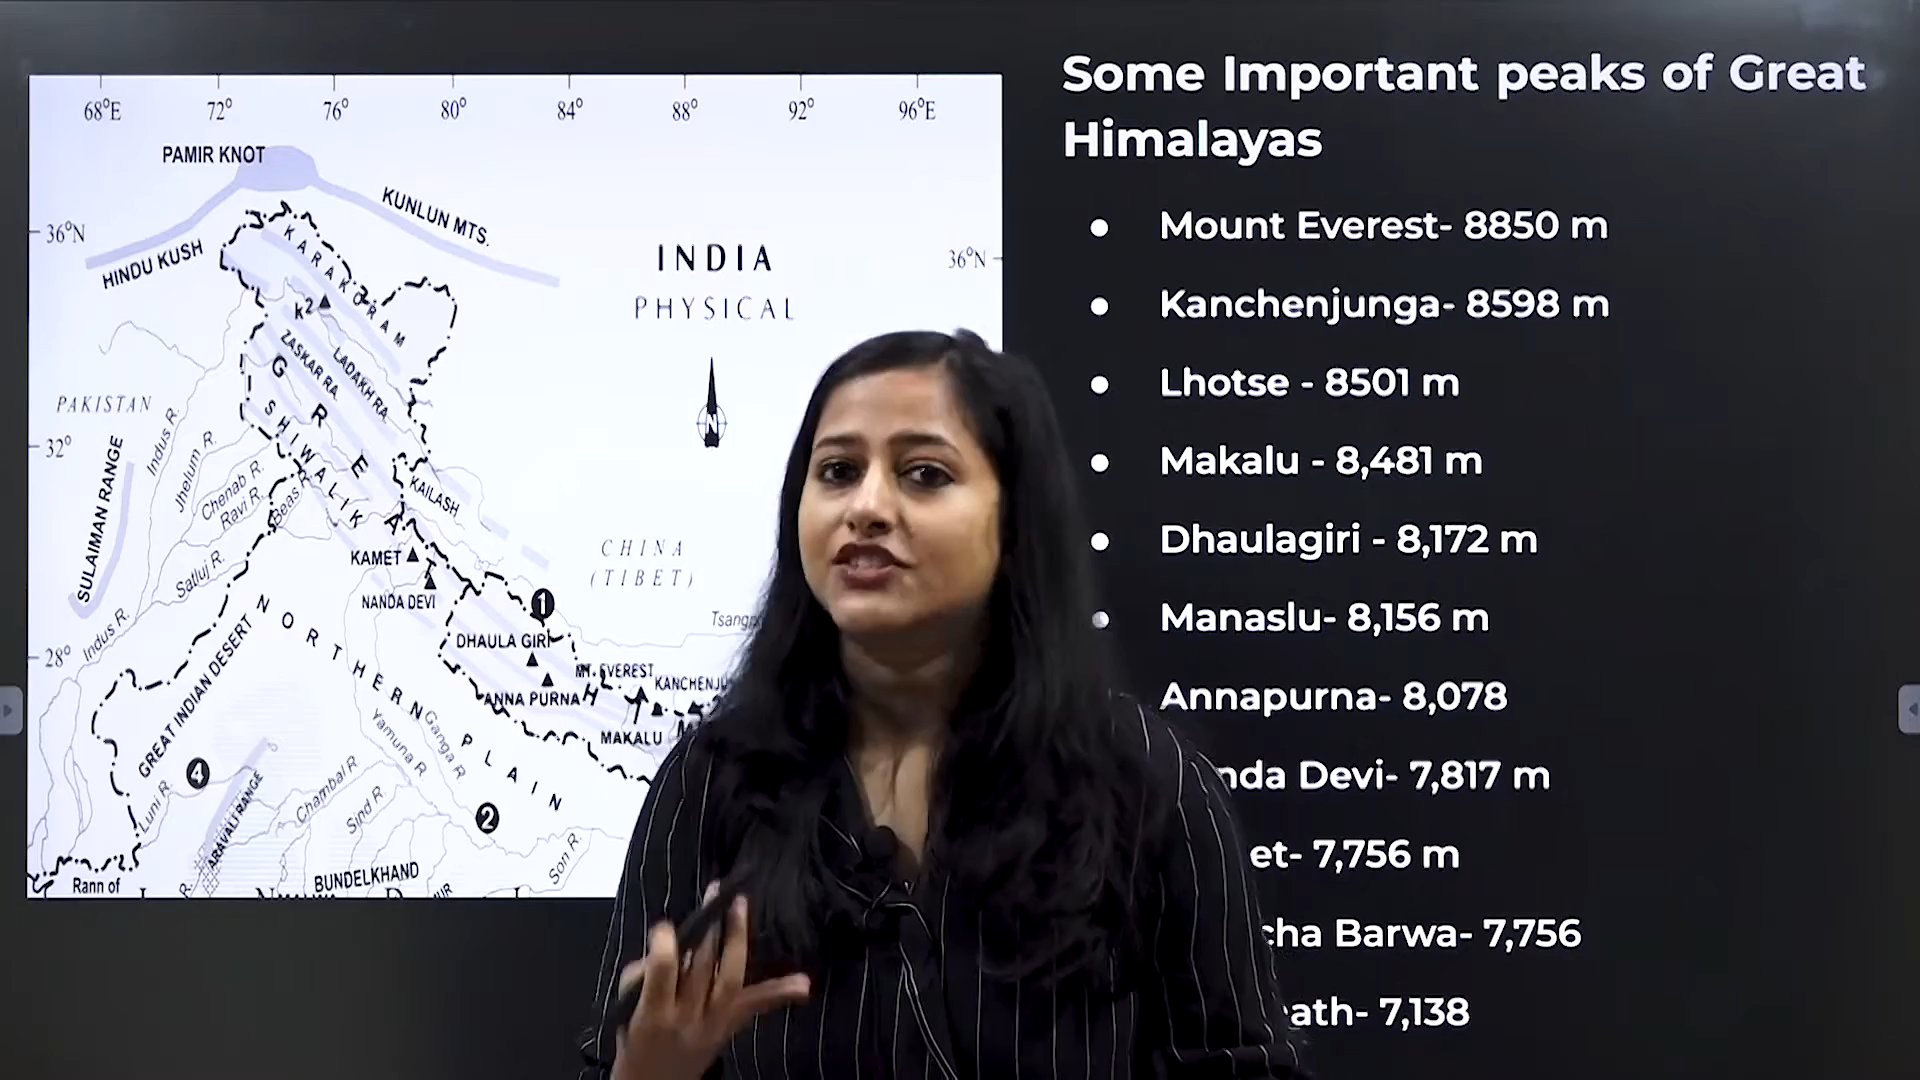 68°E 72° 76° 80° 84° 88° 92° 96°E
PAMIR KNOT
KUNLUN MTS.
36°N
HINDU KUSH
KARAKORAM
INDIA
PHYSICAL
36°N
k2
ZASKAR RA.
LADAKH RA.
GREAT
SHIWALIK
PAKISTAN
32°
Indus R.
Jhelum R.
Chenab R.
Ravi R.
Beas R.
SULAIMAN RANGE
KAILASH
N
CHINA
(TIBET)
KAMET
Satluj R.
NANDA DEVI
1
Indus R.
NORTHERN PLAIN
DHAULA GIRI
28°
MT. EVEREST
ANNA PURNA
H
MAKALU
GREAT INDIAN DESERT
Yamuna R.
Ganga R.
4
Luni R.
ARAVALI RANGE
Chambal R.
Sind R.
2
Son R.
Rann of
BUNDELKHAND
Some Important peaks of Great
Himalayas
• Mount Everest- 8850 m
• Kanchenjunga- 8598 m
• Lhotse - 8501 m
• Makalu - 8,481 m
• Dhaulagiri - 8,172 m
• Manaslu- 8,156 m
Annapurna- 8,078
nda Devi- 7,817 m
et- 7,756 m
cha Barwa- 7,756
ath- 7,138